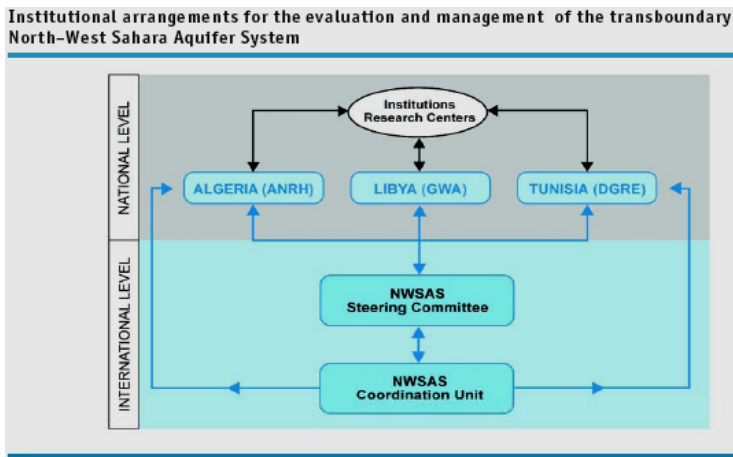 Institutional arrangements for the evaluation and management of the transboundary
North-West Sahara Aquifer System
NATIONAL LEVEL
Institutions
Research Centers
ALGERIA (ANRH)
LIBYA (GWA)
TUNISIA (DGRE)
INTERNATIONAL LEVEL
NWSAS
Steering Committee
NWSAS
Coordination Unit